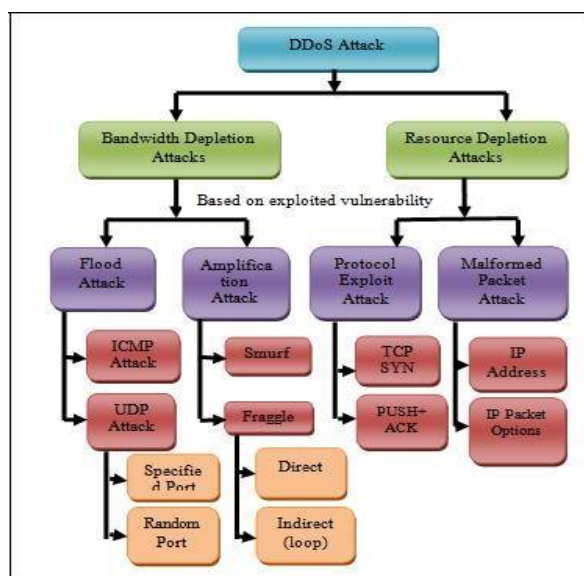 DDoS Attack
Bandwidth Depletion
Attacks
Resource Depletion
Attacks
Based on exploited vulnerability
Flood
Attack
Amplifica
tion
Attack
Protocol
Exploit
Attack
Malformed
Packet
Attack
ICMP
Attack
UDP
Attack
Specifie
d Port
Random
Port
Smurf
Fraggle
Direct
Indirect
(loop)
TCP
SYN
PUSH+
ACK
IP
Address
IP Packet
Options